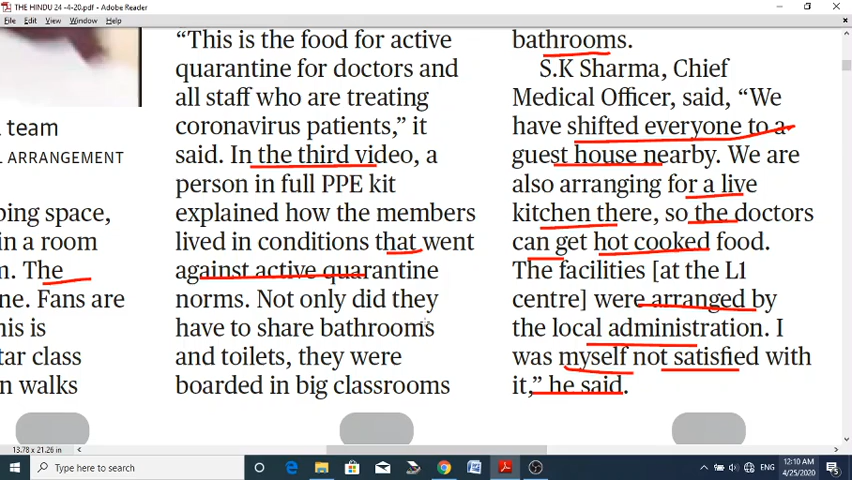 THE HINDU 24 -4-20.pdf - Adobe Reader
File Edit View Window Help
team
ARRANGEMENT
ping space,
in a room
n. The
ne. Fans are
his is
tar class
n walks
“This is the food for active
quarantine for doctors and
all staff who are treating
coronavirus patients,” it
said. In the third video, a
person in full PPE kit
explained how the members
lived in conditions that went
against active quarantine
norms. Not only did they
have to share bathrooms
and toilets, they were
boarded in big classrooms
bathrooms.
S.K Sharma, Chief
Medical Officer, said, “We
have shifted everyone to a
guest house nearby. We are
also arranging for a live
kitchen there, so the doctors
can get hot cooked food.
The facilities [at the L1
centre] were arranged by
the local administration. I
was myself not satisfied with
it,” he said.
13.78 x 21.26 in
Type here to search
ENG
12:10 AM
4/25/2020